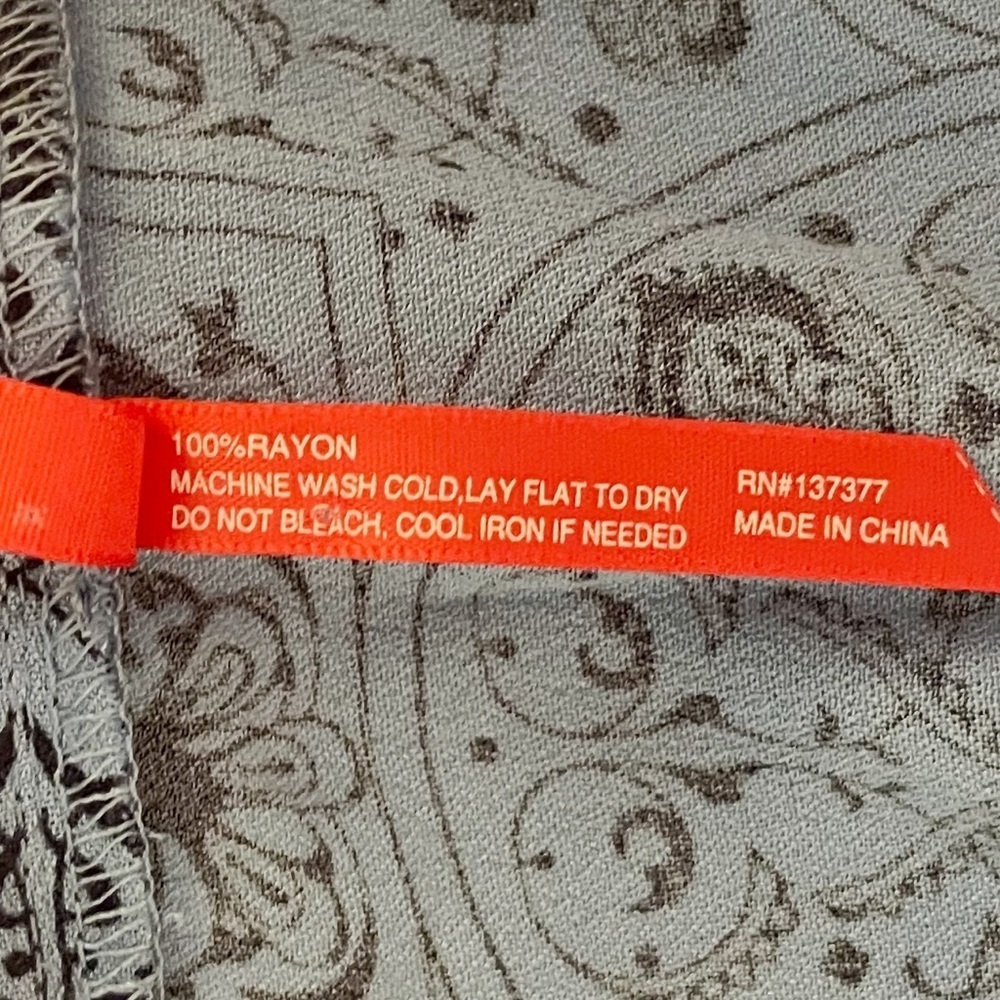 100%RAYON
MACHINE WASH COLD,LAY FLAT TO DRY
DO NOT BLEACH, COOL IRON IF NEEDED
RN#137377
MADE IN CHINA